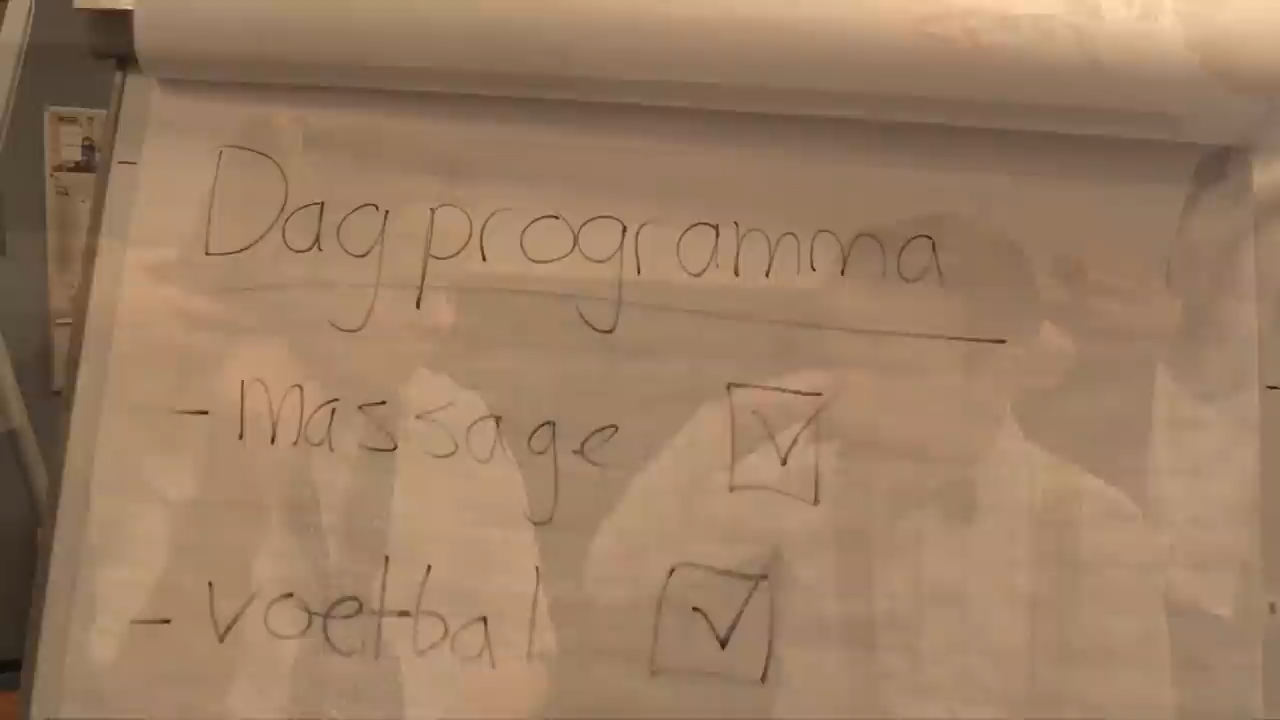 Dagprogramma
- massage ☑
- voetbal ☑